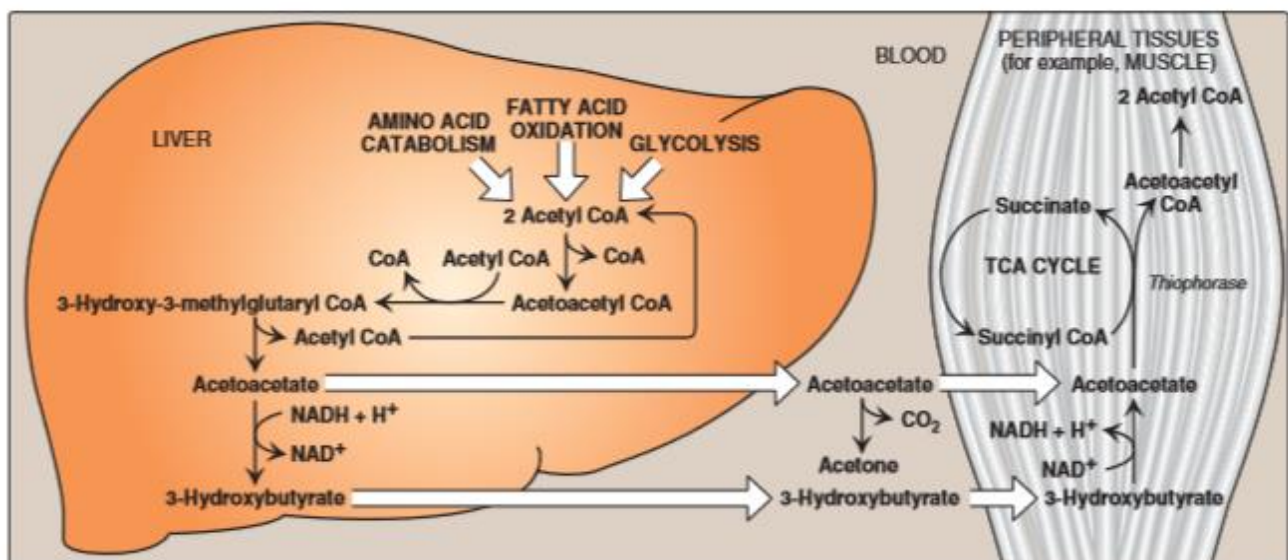 BLOOD
PERIPHERAL TISSUES
(for example, MUSCLE)
2 Acetyl CoA
LIVER
AMINO ACID
CATABOLISM
FATTY ACID
OXIDATION
GLYCOLYSIS
2 Acetyl CoA
CoA
Acetyl CoA
CoA
3-Hydroxy-3-methylglutaryl CoA
Acetoacetyl CoA
Acetyl CoA
Acetoacetate
NADH + H⁺
NAD⁺
3-Hydroxybutyrate
Acetoacetate
CO₂
Acetone
3-Hydroxybutyrate
Acetoacetyl
CoA
Succinate
TCA CYCLE
Thiophorase
Succinyl CoA
Acetoacetate
NADH + H⁺
NAD⁺
3-Hydroxybutyrate